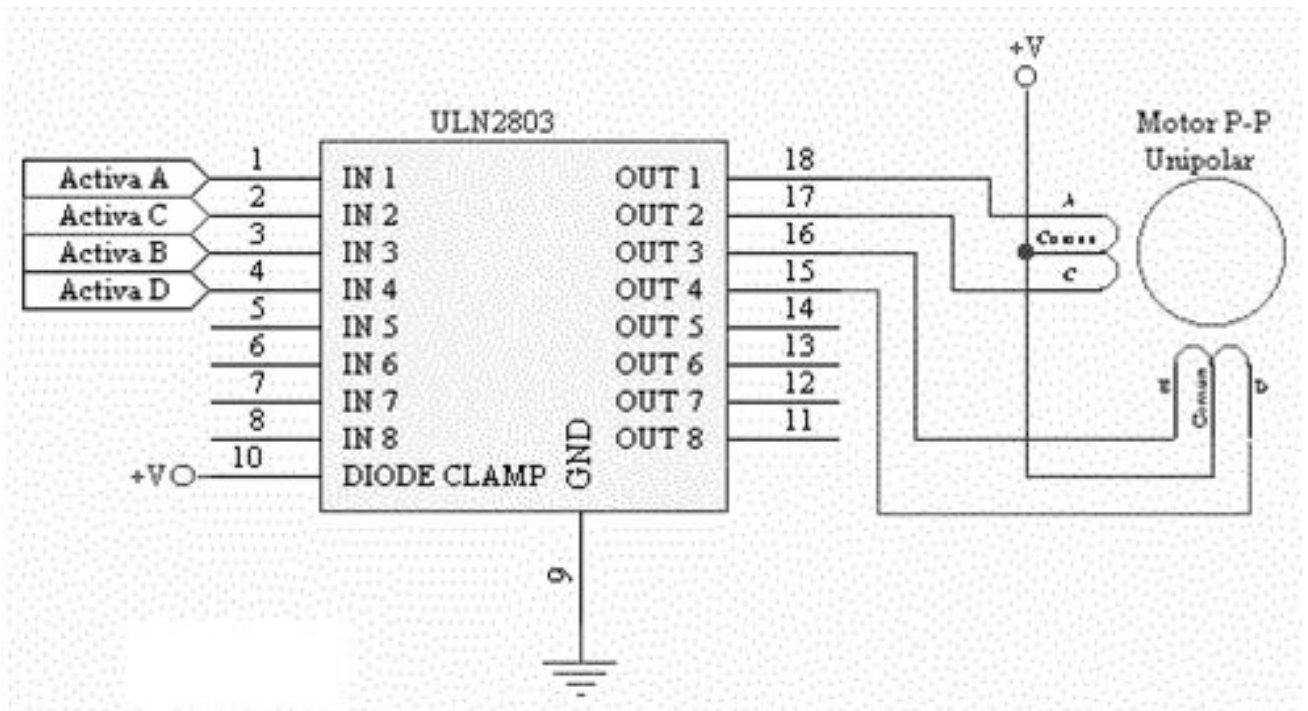 +V
ULN2803
Motor P-P
Unipolar
Activa A
Activa C
Activa B
Activa D
1
2
3
4
5
6
7
8
10
IN 1
IN 2
IN 3
IN 4
IN 5
IN 6
IN 7
IN 8
DIODE CLAMP
GND
OUT 1
OUT 2
OUT 3
OUT 4
OUT 5
OUT 6
OUT 7
OUT 8
18
17
16
15
14
13
12
11
A
C
Comun
D
+V
9